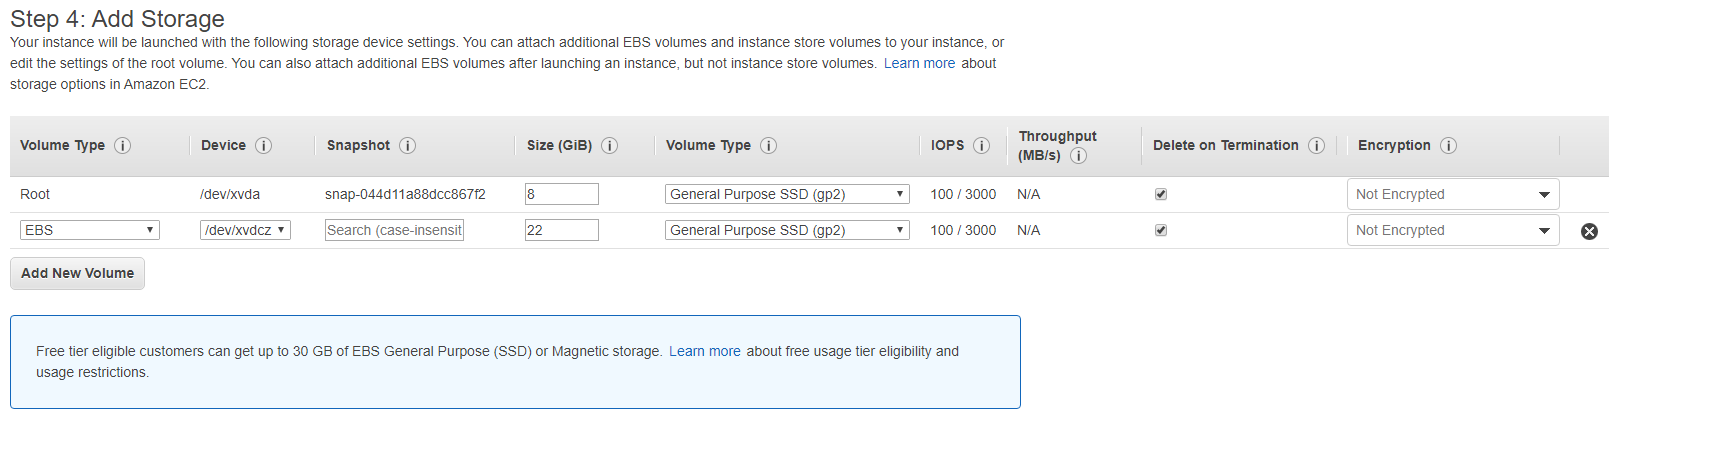 Step 4: Add Storage
Your instance will be launched with the following storage device settings. You can attach additional EBS volumes and instance store volumes to your instance, or
edit the settings of the root volume. You can also attach additional EBS volumes after launching an instance, but not instance store volumes. Learn more about
storage options in Amazon EC2.
Volume Type i Device i Snapshot i Size (GiB) i Volume Type i IOPS i Throughput (MB/s) i Delete on Termination i Encryption i
Root /dev/xvda snap-044d11a88dcc867f2 8 General Purpose SSD (gp2) 100 / 3000 N/A Not Encrypted
EBS /dev/xvdcz Search (case-insensit 22 General Purpose SSD (gp2) 100 / 3000 N/A Not Encrypted
Add New Volume
Free tier eligible customers can get up to 30 GB of EBS General Purpose (SSD) or Magnetic storage. Learn more about free usage tier eligibility and
usage restrictions.